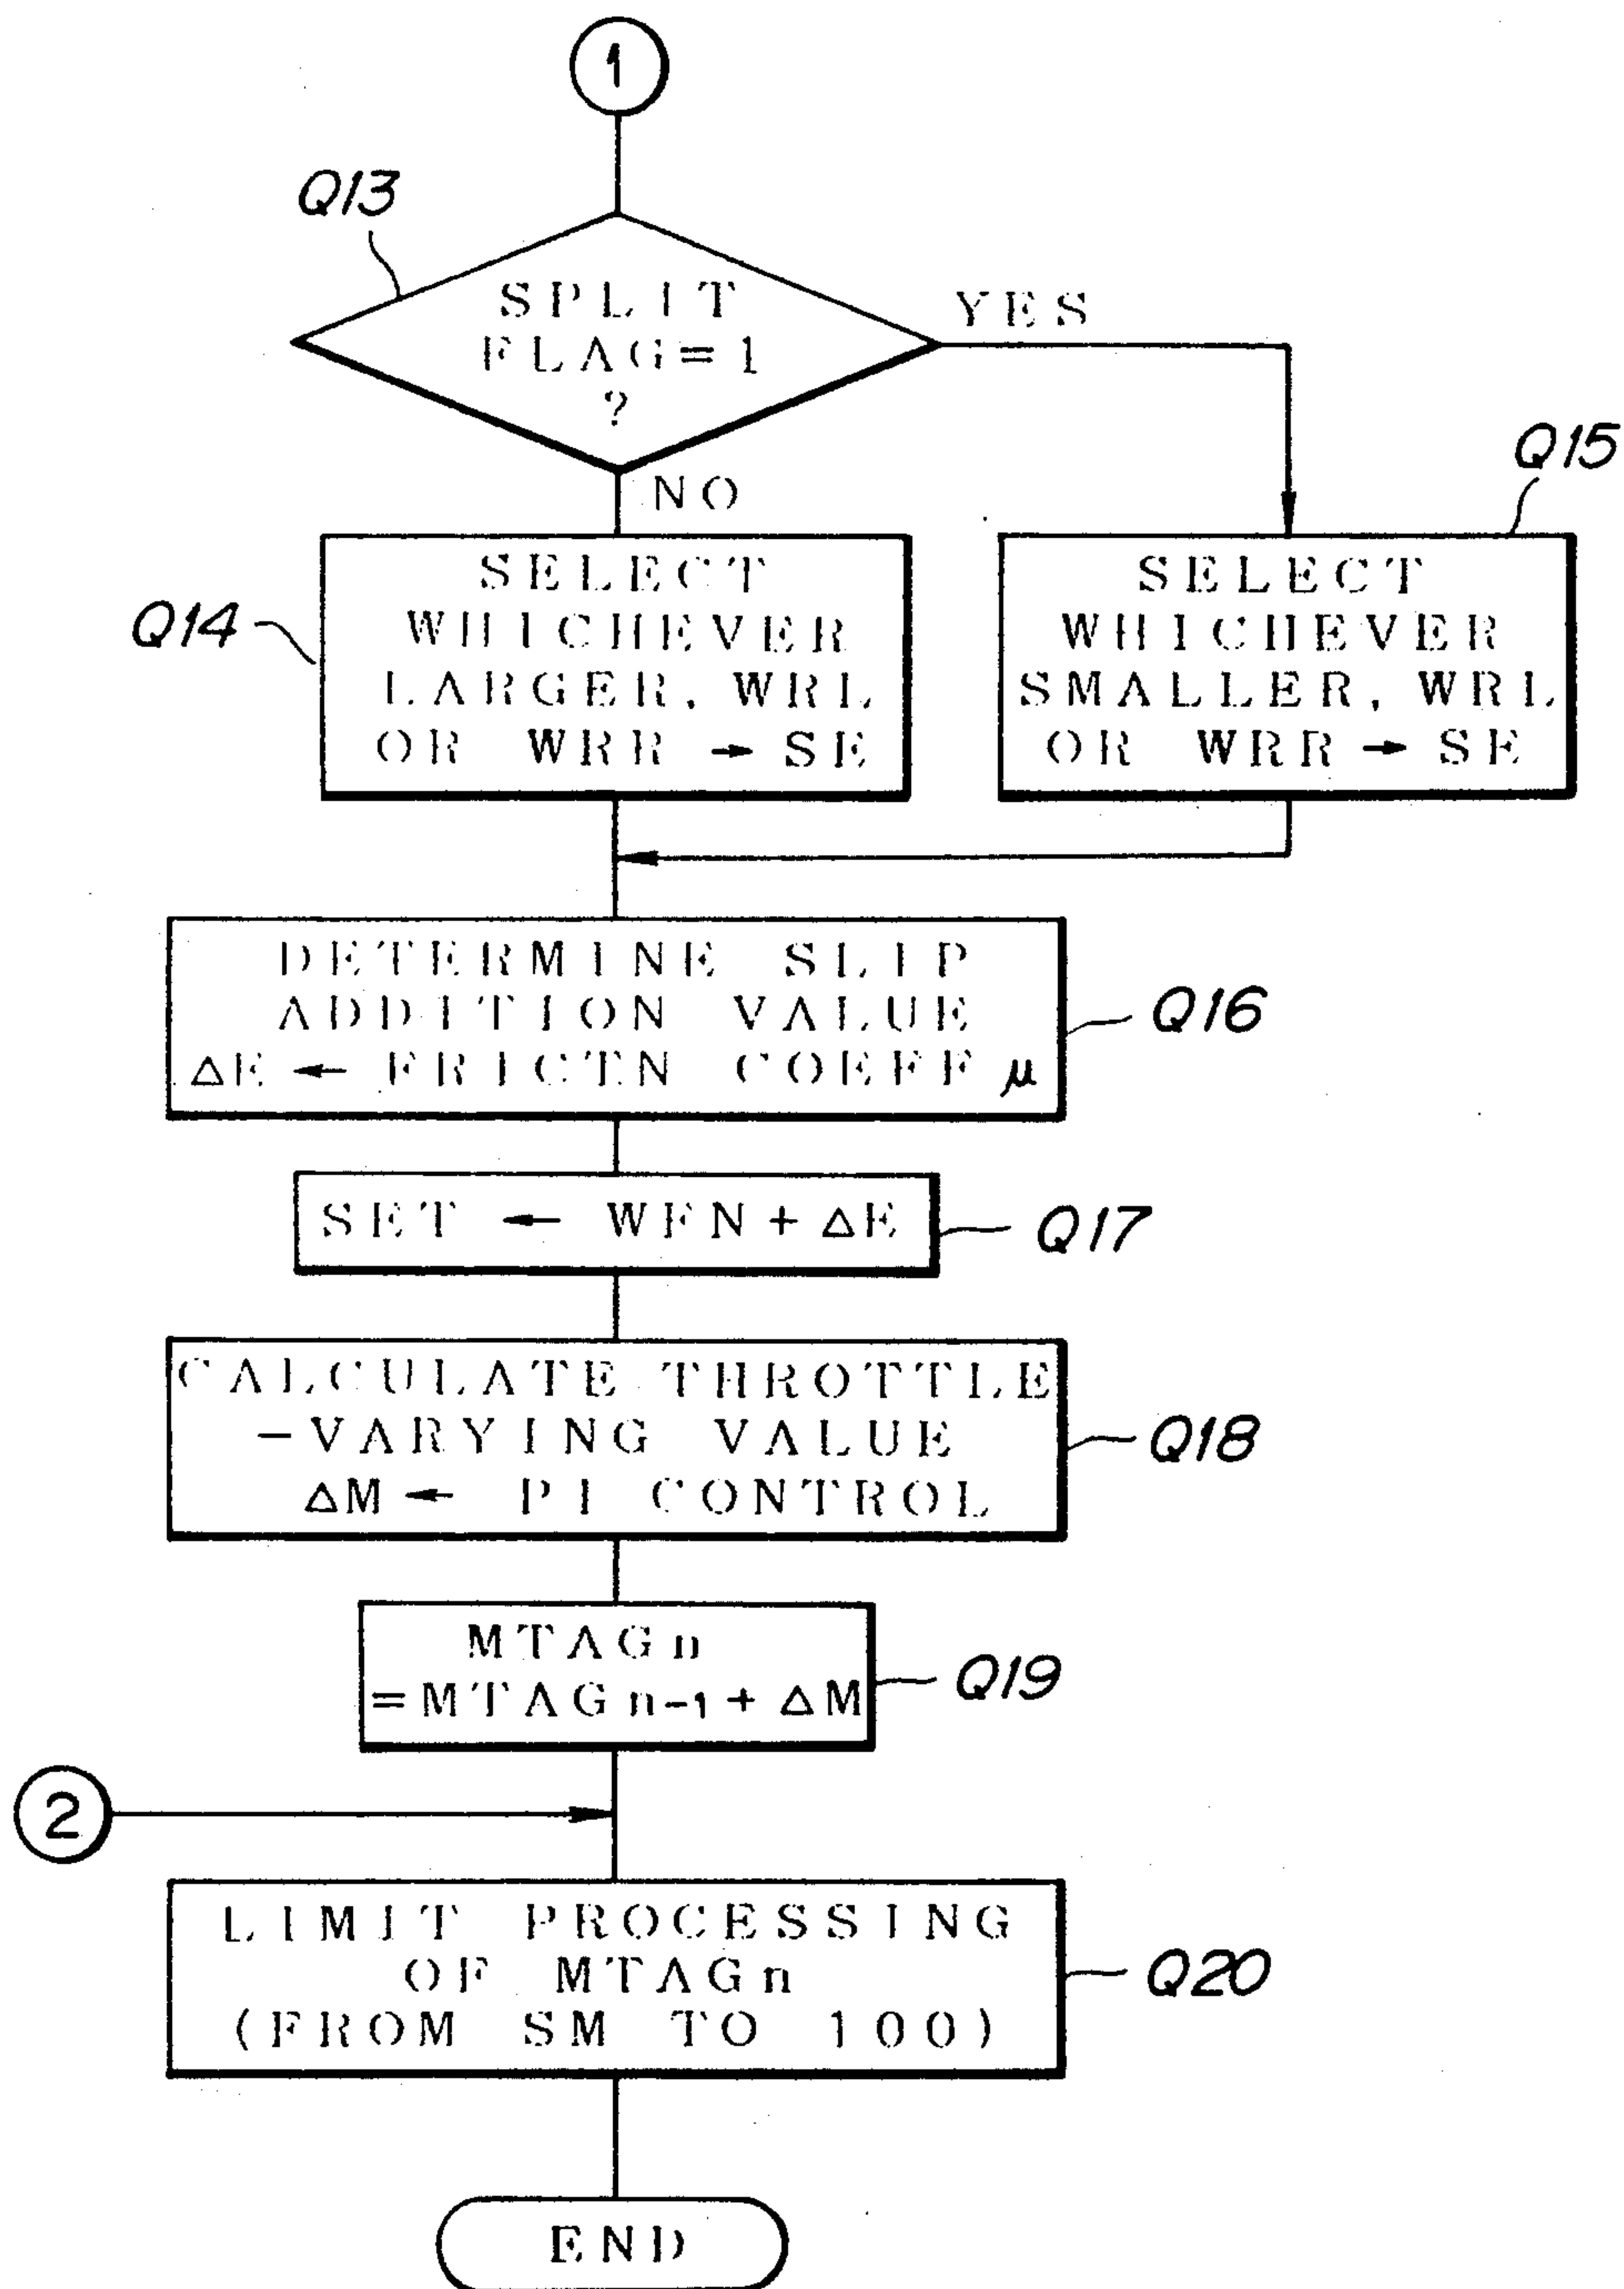 1
Q13
SPLIT
FLAG=1
?
YES
NO
Q14
SELECT
WHICHEVER
LARGER, WRL
OR WRR → SE
Q15
SELECT
WHICHEVER
SMALLER, WRL
OR WRR → SE
DETERMINE SLIP
ADDITION VALUE
ΔE ← FRICTN COEFF μ
Q16
SET ← WFN + ΔE
Q17
CALCULATE THROTTLE
-VARYING VALUE
ΔM ← PI CONTROL
Q18
MTAGn
=MTAGn-1 + ΔM
Q19
2
LIMIT PROCESSING
OF MTAGn
(FROM SM TO 100)
Q20
END